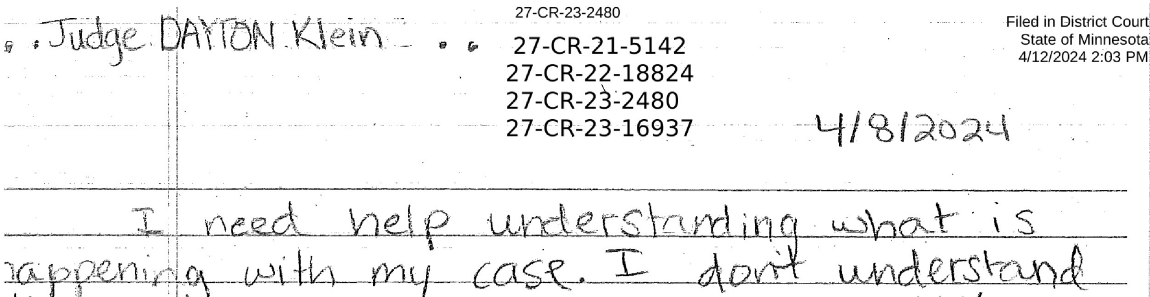 27-CR-23-2480
Filed in District Court
State of Minnesota
4/12/2024 2:03 PM
Judge DAYTON Klein
27-CR-21-5142
27-CR-22-18824
27-CR-23-2480
27-CR-23-16937
4/8/2024
I need help understanding what is
happening with my case. I don't understand